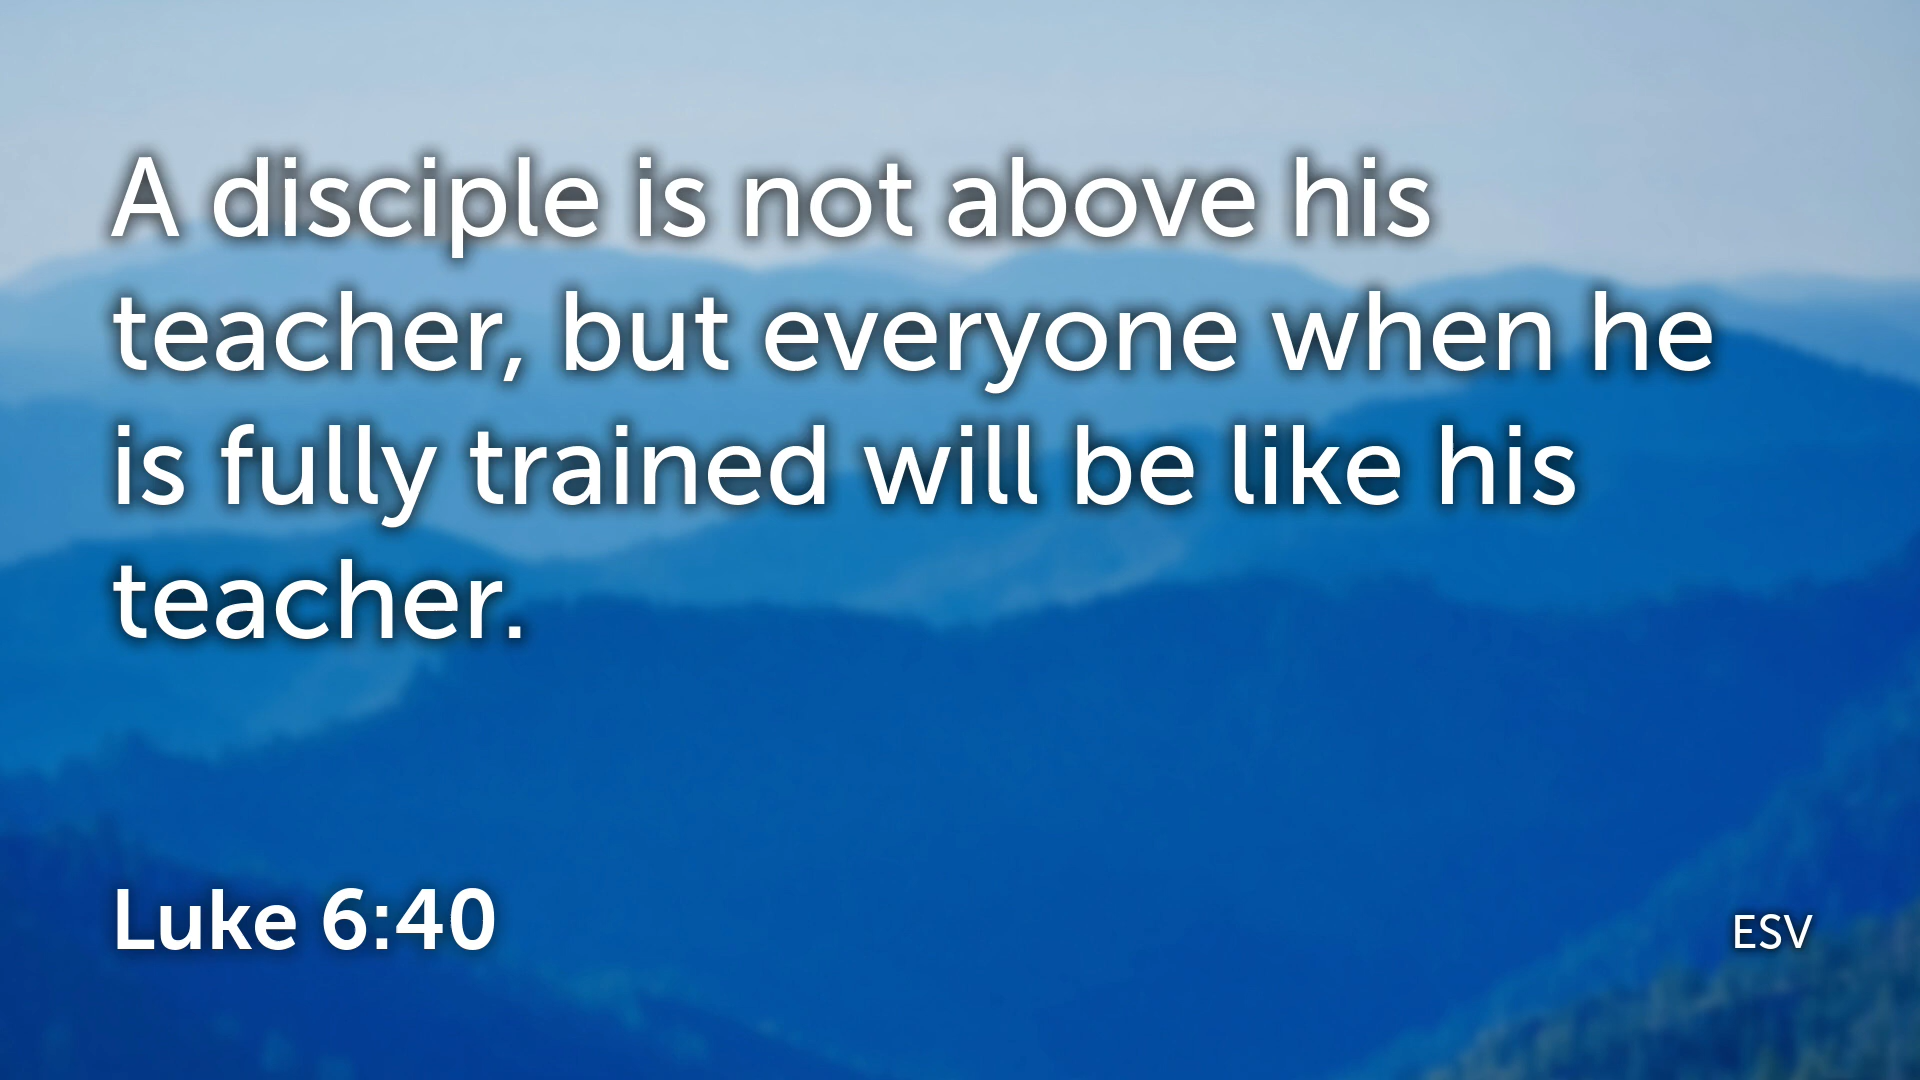 A disciple is not above his
teacher, but everyone when he
is fully trained will be like his
teacher.
Luke 6:40
ESV